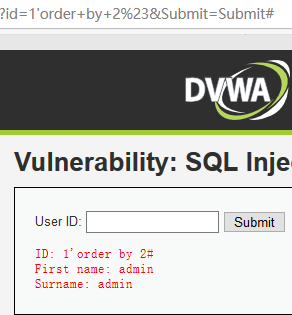 ?id=1'order+by+2%23&Submit=Submit#
DVWA
Vulnerability: SQL Inje
User ID:
Submit
ID: 1'order by 2#
First name: admin
Surname: admin